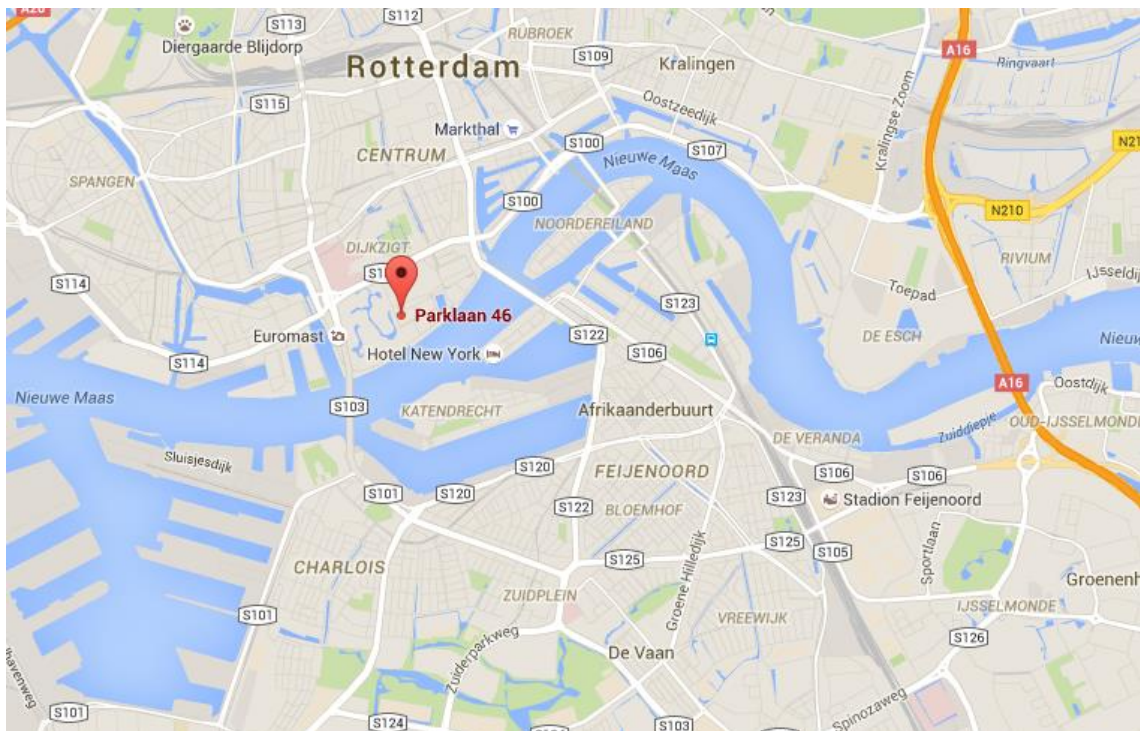 A20
S113
S112
Diergaarde Blijdorp
RUBROEK
A16
Ringvaart
Rotterdam
S109
Kralingen
Kralingse Zoom
S115
Oostzeedijk
Markthal
S100
S107
N210
CENTRUM
Nieuwe Maas
SPANGEN
S100
N210
NOORDEREILAND
DIJKZIGT
RIVIUM
S114
S123
Toepad
Parklaan 46
Euromast
S122
DE ESCH
Hotel New York
S106
S114
A16
Oostdijk
Nieuwe Maas
S103
KATENDRECHT
Afrikaanderbuurt
Zuiddiepje
OUD-IJSSELMONDE
DE VERANDA
Sluisjesdijk
S120
FEIJENOORD
S106
S106
S101
S120
S123
Stadion Feijenoord
S122
BLOEMHOF
S125
S125
S105
Groene Hilledijk
Sportlaan
CHARLOIS
ZUIDPLEIN
IJSSELMONDE
S101
VREEWIJK
S126
Zuiderparkweg
De Vaan
Spinozaweg
S101
S124
S103